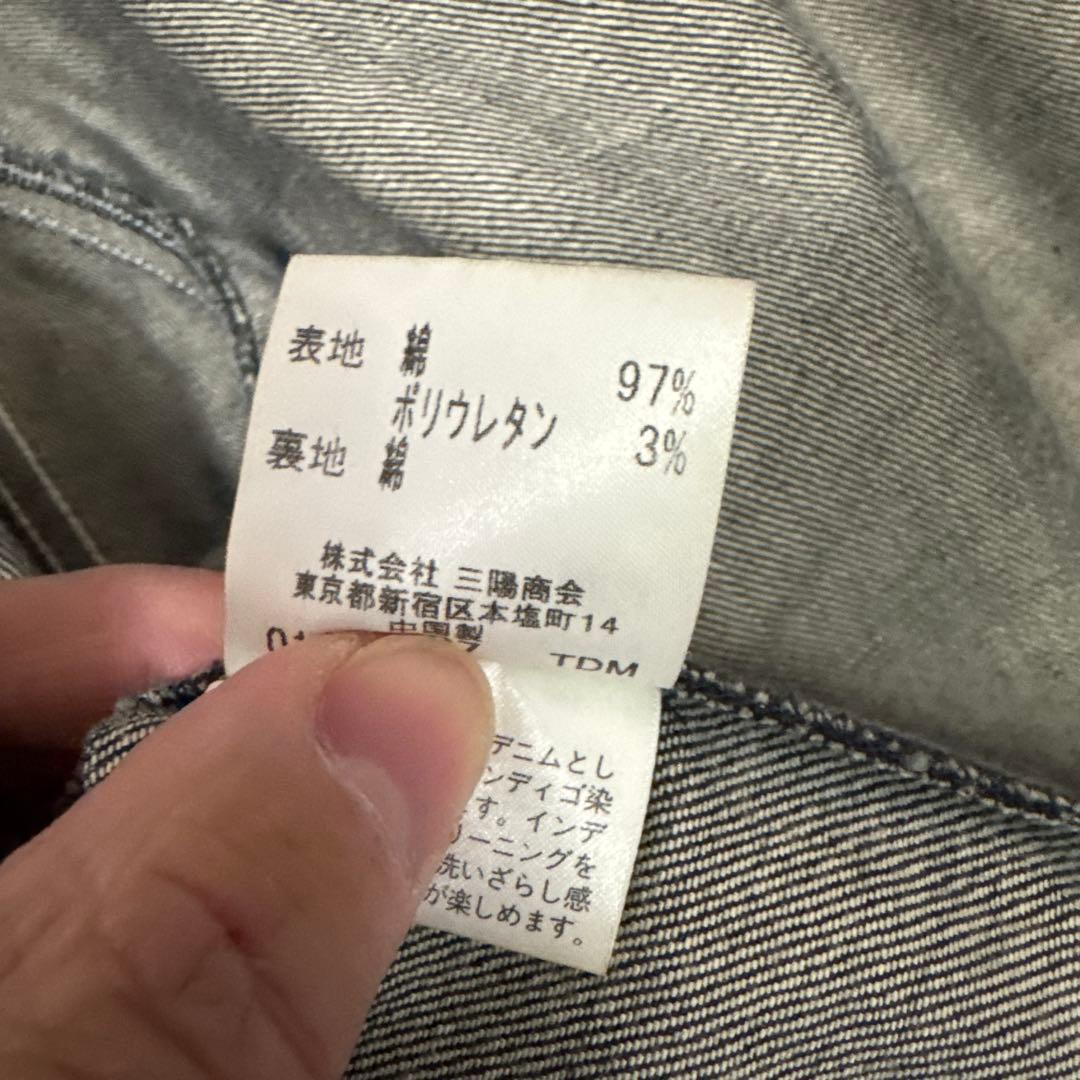 表地 綿 97%
ポリウレタン 3%
裏地 綿
株式会社 三陽商会
東京都新宿区本塩町14
中国製
TDM
デニムとし
ンディゴ染
す。インデ
リーニングを
洗いざらし感
が楽しめます。